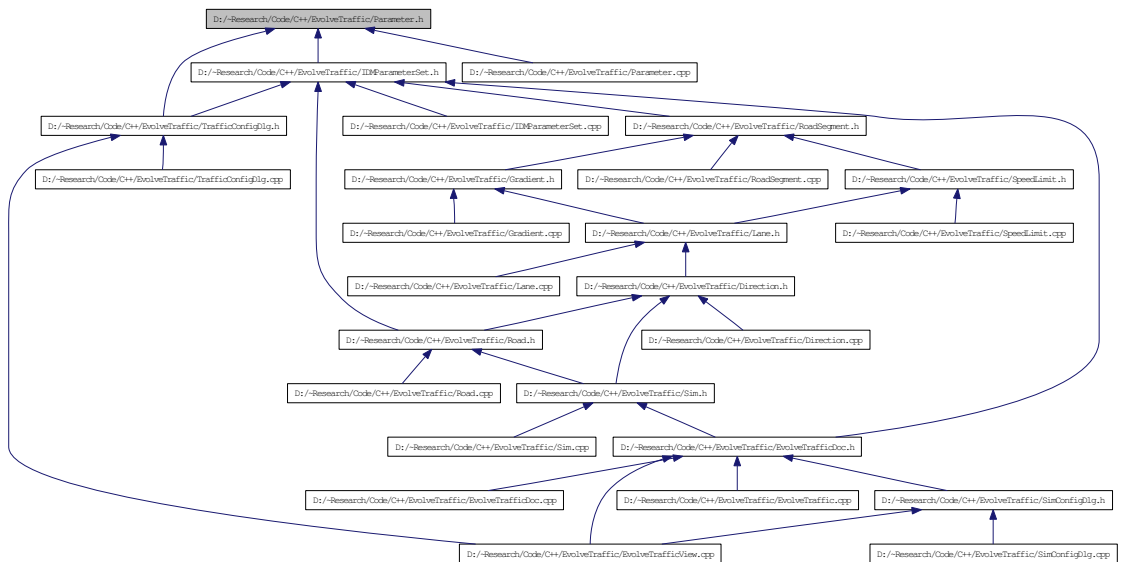 D:/~Research/Code/C++/EvolveTraffic/Parameter.h
D:/~Research/Code/C++/EvolveTraffic/IDMParameterSet.h
D:/~Research/Code/C++/EvolveTraffic/Parameter.cpp
D:/~Research/Code/C++/EvolveTraffic/TrafficConfigDlg.h
D:/~Research/Code/C++/EvolveTraffic/IDMParameterSet.cpp
D:/~Research/Code/C++/EvolveTraffic/RoadSegment.h
D:/~Research/Code/C++/EvolveTraffic/TrafficConfigDlg.cpp
D:/~Research/Code/C++/EvolveTraffic/Gradient.h
D:/~Research/Code/C++/EvolveTraffic/RoadSegment.cpp
D:/~Research/Code/C++/EvolveTraffic/SpeedLimit.h
D:/~Research/Code/C++/EvolveTraffic/Gradient.cpp
D:/~Research/Code/C++/EvolveTraffic/Lane.h
D:/~Research/Code/C++/EvolveTraffic/SpeedLimit.cpp
D:/~Research/Code/C++/EvolveTraffic/Lane.cpp
D:/~Research/Code/C++/EvolveTraffic/Direction.h
D:/~Research/Code/C++/EvolveTraffic/Road.h
D:/~Research/Code/C++/EvolveTraffic/Direction.cpp
D:/~Research/Code/C++/EvolveTraffic/Road.cpp
D:/~Research/Code/C++/EvolveTraffic/Sim.h
D:/~Research/Code/C++/EvolveTraffic/Sim.cpp
D:/~Research/Code/C++/EvolveTraffic/EvolveTrafficDoc.h
D:/~Research/Code/C++/EvolveTraffic/EvolveTrafficDoc.cpp
D:/~Research/Code/C++/EvolveTraffic/EvolveTraffic.cpp
D:/~Research/Code/C++/EvolveTraffic/SimConfigDlg.h
D:/~Research/Code/C++/EvolveTraffic/EvolveTrafficView.cpp
D:/~Research/Code/C++/EvolveTraffic/SimConfigDlg.cpp